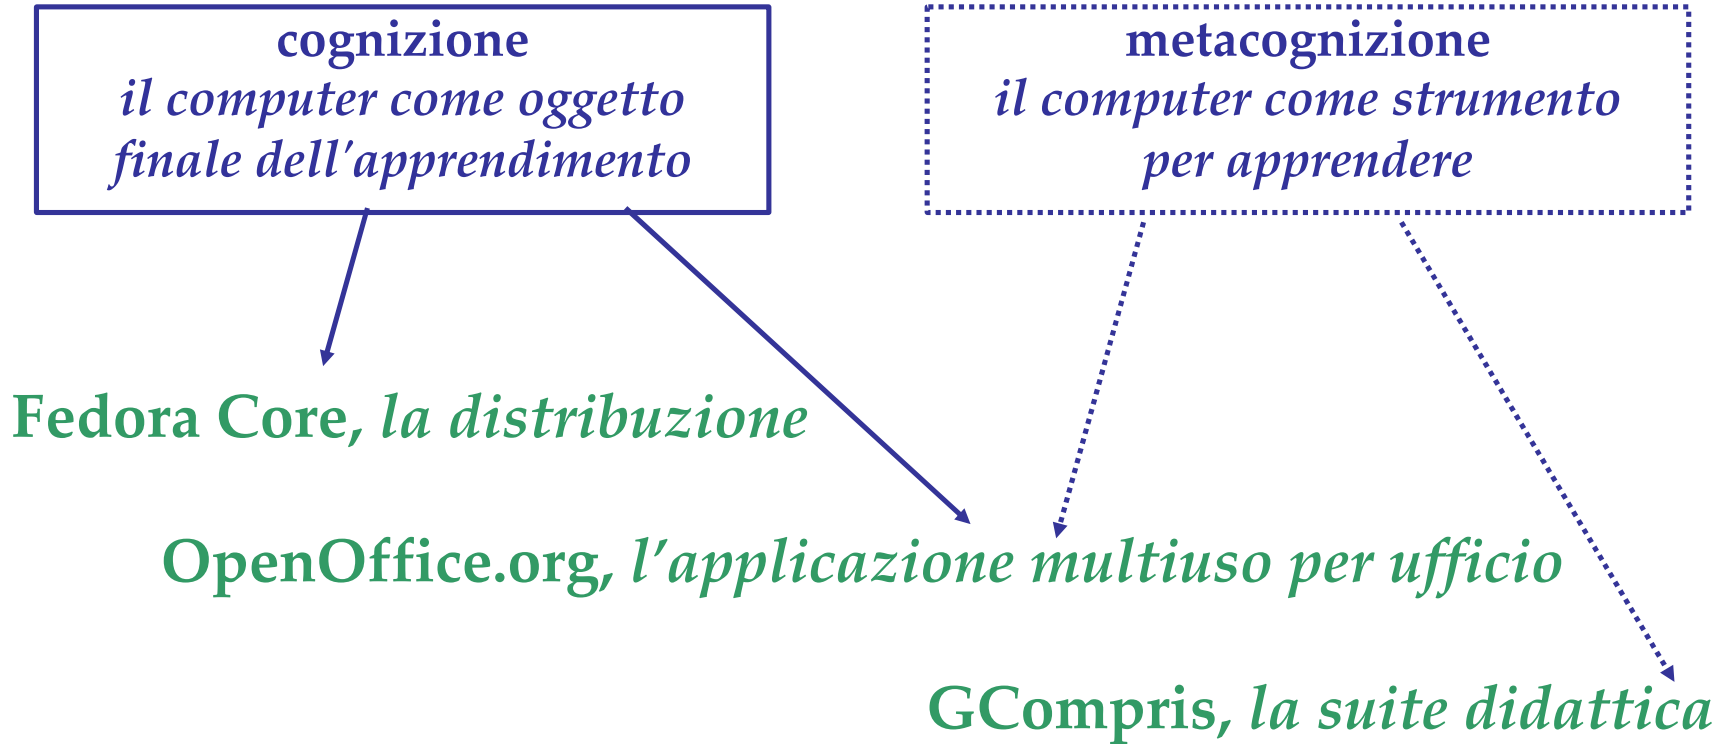 cognizione
il computer come oggetto
finale dell'apprendimento
metacognizione
il computer come strumento
per apprendere
Fedora Core, la distribuzione
OpenOffice.org, l'applicazione multiuso per ufficio
GCompris, la suite didattica